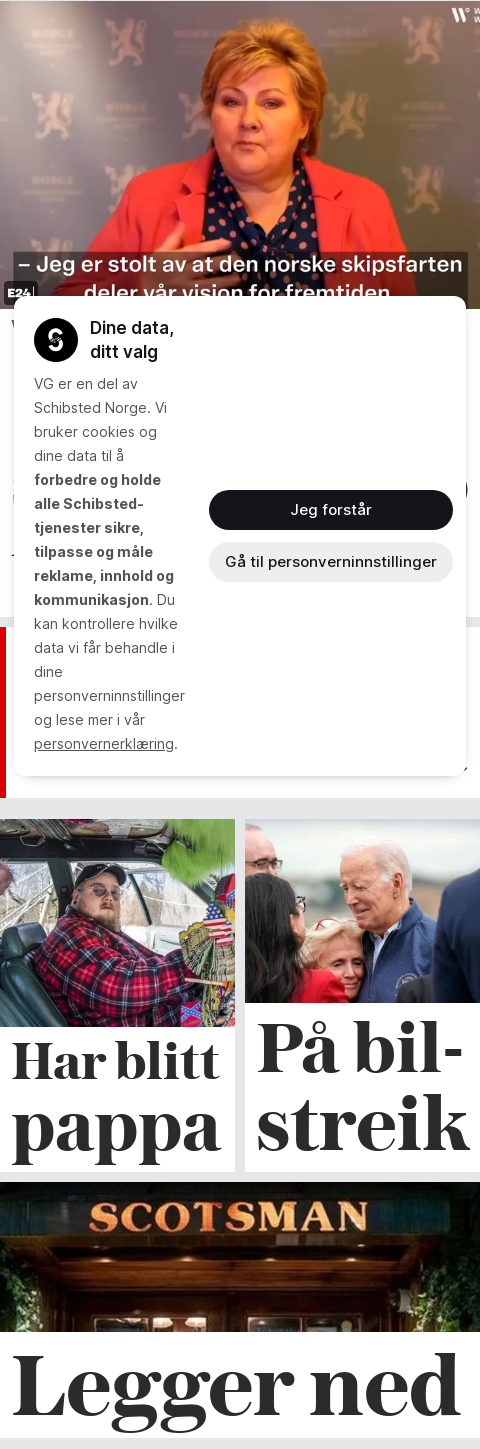 NORGE
– Jeg er stolt av at den norske skipsfarten
deler vår visjon for fremtiden
E24
Dine data,
ditt valg
VG er en del av
Schibsted Norge. Vi
bruker cookies og
dine data til å
forbedre og holde
alle Schibsted-
tjenester sikre,
tilpasse og måle
reklame, innhold og
kommunikasjon. Du
kan kontrollere hvilke
data vi får behandle i
dine
personverninnstillinger
og lese mer i vår
personvernerklæring.
Jeg forstår
Gå til personverninnstillinger
Har blitt
pappa
På bil-
streik
SCOTSMAN
Legger ned